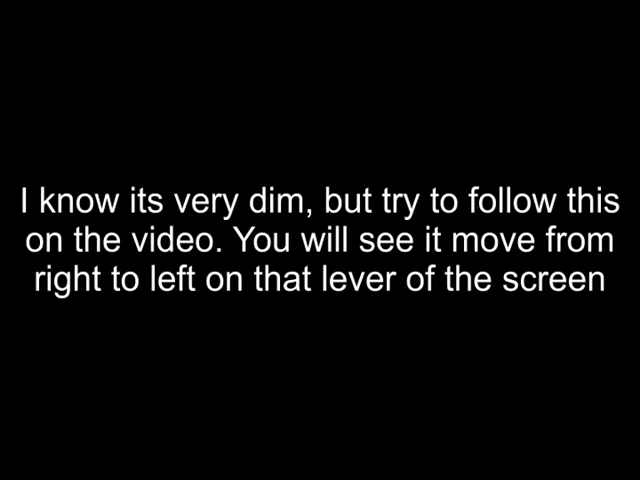 I know its very dim, but try to follow this
on the video. You will see it move from
right to left on that lever of the screen